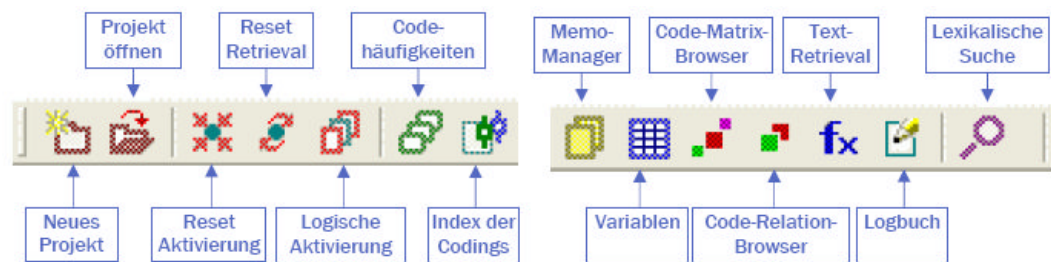 Projekt
öffnen
Reset
Retrieval
Code-
häufigkeiten
Memo-
Manager
Code-Matrix-
Browser
Text-
Retrieval
Lexikalische
Suche
fx
Neues
Projekt
Reset
Aktivierung
Logische
Aktivierung
Index der
Codings
Variablen
Code-Relation-
Browser
Logbuch